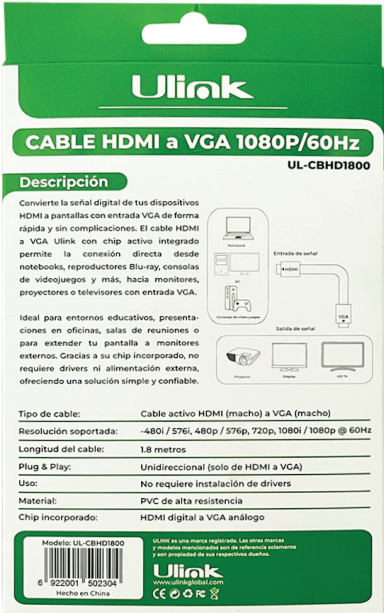 Ulink
CABLE HDMI a VGA 1080P/60Hz
UL-CBHD1800
Descripción
Convierte la señal digital de tus dispositivos
HDMI a pantallas con entrada VGA de forma
rápida y sin complicaciones. El cable HDMI
a VGA Ulink con chip activo integrado
permite la conexión directa desde
notebooks, reproductores Blu-ray, consolas
de videojuegos y más, hacia monitores,
proyectores o televisores con entrada VGA.
Ideal para entornos educativos, presenta-
ciones en oficinas, salas de reuniones o
para extender tu pantalla a monitores
externos. Gracias a su chip incorporado, no
requiere drivers ni alimentación externa,
ofreciendo una solución simple y confiable.
Notebook
PC
Consolas de video juegos
Entrada de señal
HDMI
VGA
Salida de señal
Proyector
Display
HD TV
Tipo de cable: Cable activo HDMI (macho) a VGA (macho)
Resolución soportada: -480i / 576i, 480p / 576p, 720p, 1080i / 1080p @ 60Hz
Longitud del cable: 1.8 metros
Plug & Play: Unidireccional (solo de HDMI a VGA)
Uso: No requiere instalación de drivers
Material: PVC de alta resistencia
Chip incorporado: HDMI digital a VGA análogo
Modelo: UL-CBHD1800
6 922001 502304
Hecho en China
ULINK es una marca registrada. Las otras marcas
y modelos mencionados son de referencia solamente
y son propiedad de sus respectivos dueños.
Ulink
www.ulinkglobal.com
CE